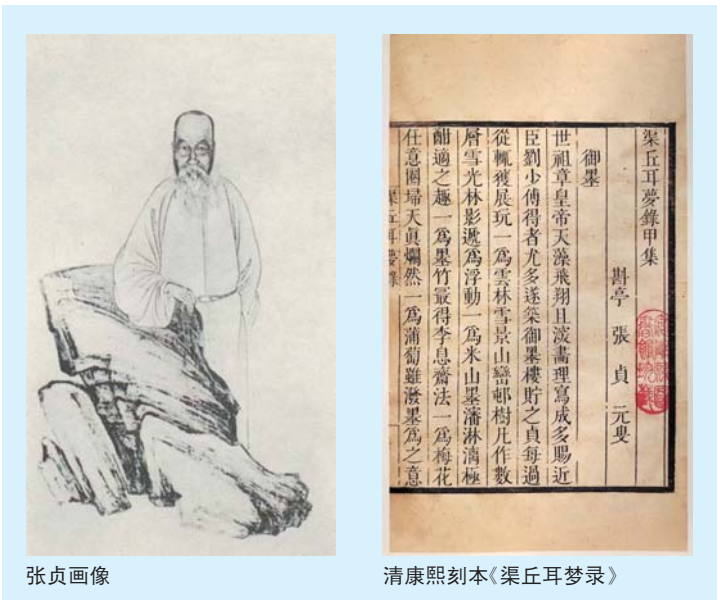 渠丘耳夢錄甲集
斟亭 張 貞 元叟
御墨
世祖章皇帝天藻飛翔且深畫理寫成多賜近
臣劉少傅得者尤多遂築御墨樓貯之貞每過
從輒獲展玩一爲雲林雪景山巒邨樹凡作數
層雪光林影遞爲浮動一爲米山墨瀋淋漓極
酣適之趣一爲墨竹最得李息齋法一爲梅花
任意圈埽天眞爛然一爲蒲萄雖潑墨爲之意
渠丘耳夢錄
张贞画像
清康熙刻本《渠丘耳梦录》